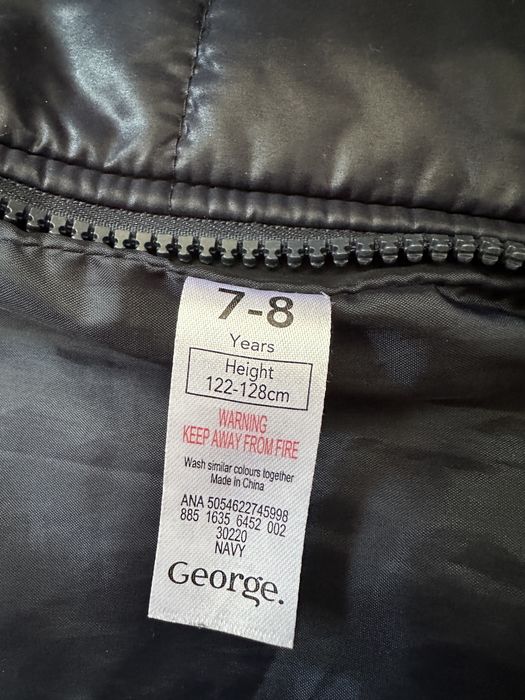 7-8
Years
Height
122-128cm
WARNING
KEEP AWAY FROM FIRE
Wash similar colours together
Made In China
ANA 5054622745998
885 1635 6452 002
30220
NAVY
George.